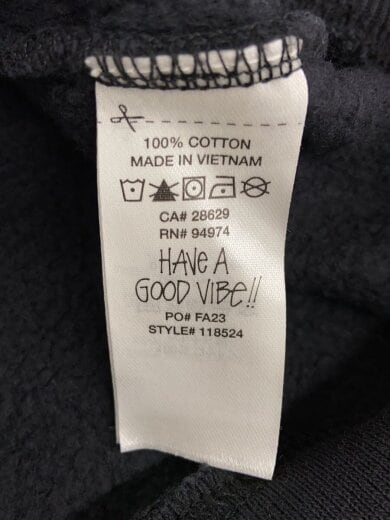 100% COTTON
MADE IN VIETNAM
CA# 28629
RN# 94974
HAVE A
GOOD VIBE!!
PO# FA23
STYLE# 118524